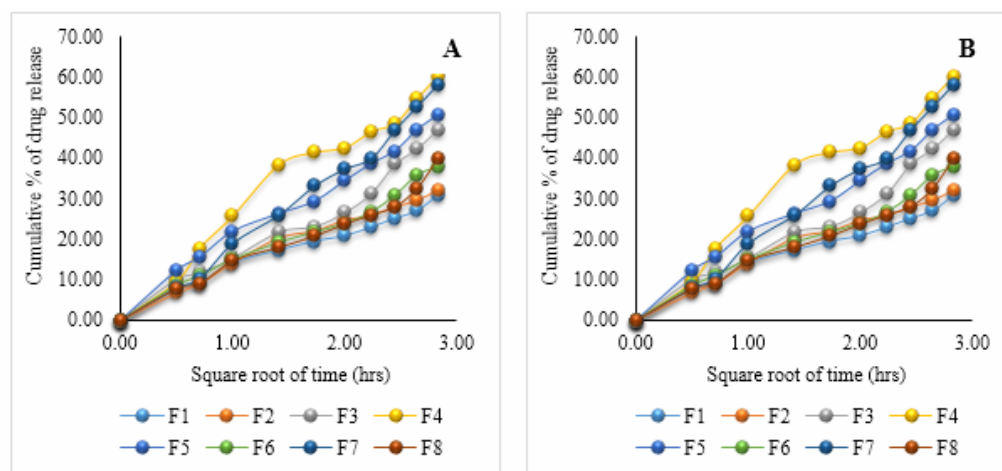 A
Cumulative % of drug release
70.00
60.00
50.00
40.00
30.00
20.00
10.00
0.00
0.00 1.00 2.00 3.00
Square root of time (hrs)
F1 F2 F3 F4
F5 F6 F7 F8
B
Cumulative % of drug release
70.00
60.00
50.00
40.00
30.00
20.00
10.00
0.00
0.00 1.00 2.00 3.00
Square root of time (hrs)
F1 F2 F3 F4
F5 F6 F7 F8